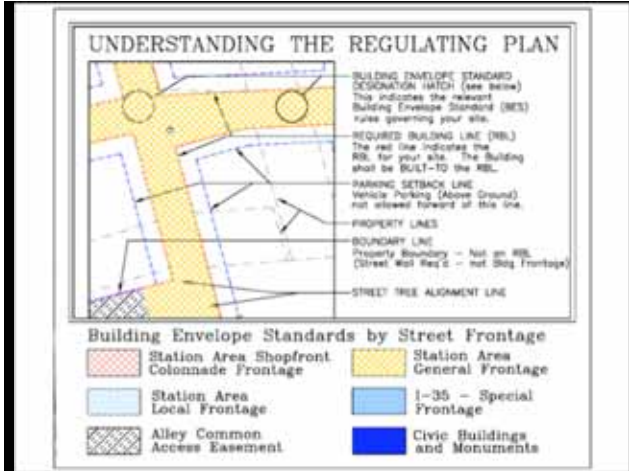 UNDERSTANDING THE REGULATING PLAN
BUILDING ENVELOPE STANDARD
DESIGNATION HATCH (see below)
This indicates the relevant
Building Envelope Standard (BES)
rules governing your site.
REQUIRED BUILDING LINE (RBL)
The red line indicates the
RBL for your site. The Building
shall be BUILT-TO the RBL.
PARKING SETBACK LINE
Vehicle Parking (Above Ground)
not allowed forward of this line.
PROPERTY LINES
BOUNDARY LINE
Property Boundary - Not an RBL
(Street Wall Req'd - not Bldg Frontage)
STREET TREE ALIGNMENT LINE
Building Envelope Standards by Street Frontage
Station Area Shopfront
Colonnade Frontage
Station Area
General Frontage
Station Area
Local Frontage
I-35 - Special
Frontage
Alley Common
Access Easement
Civic Buildings
and Monuments